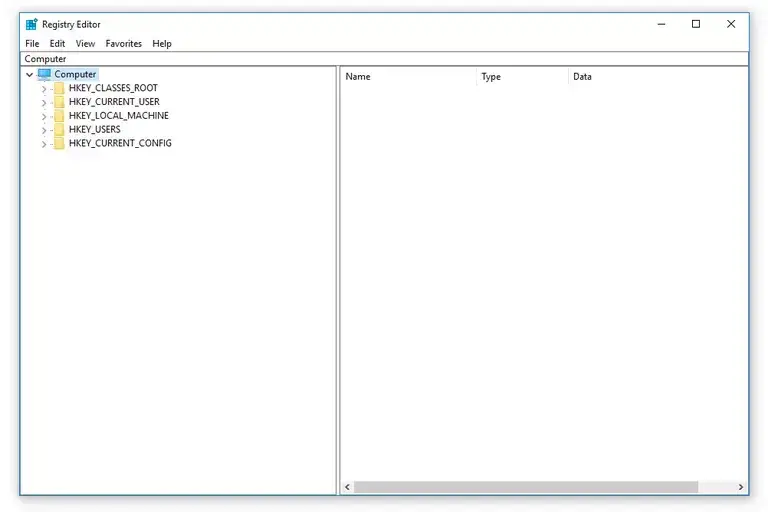 Registry Editor
File Edit View Favorites Help
Computer
Computer
HKEY_CLASSES_ROOT
HKEY_CURRENT_USER
HKEY_LOCAL_MACHINE
HKEY_USERS
HKEY_CURRENT_CONFIG
Name Type Data